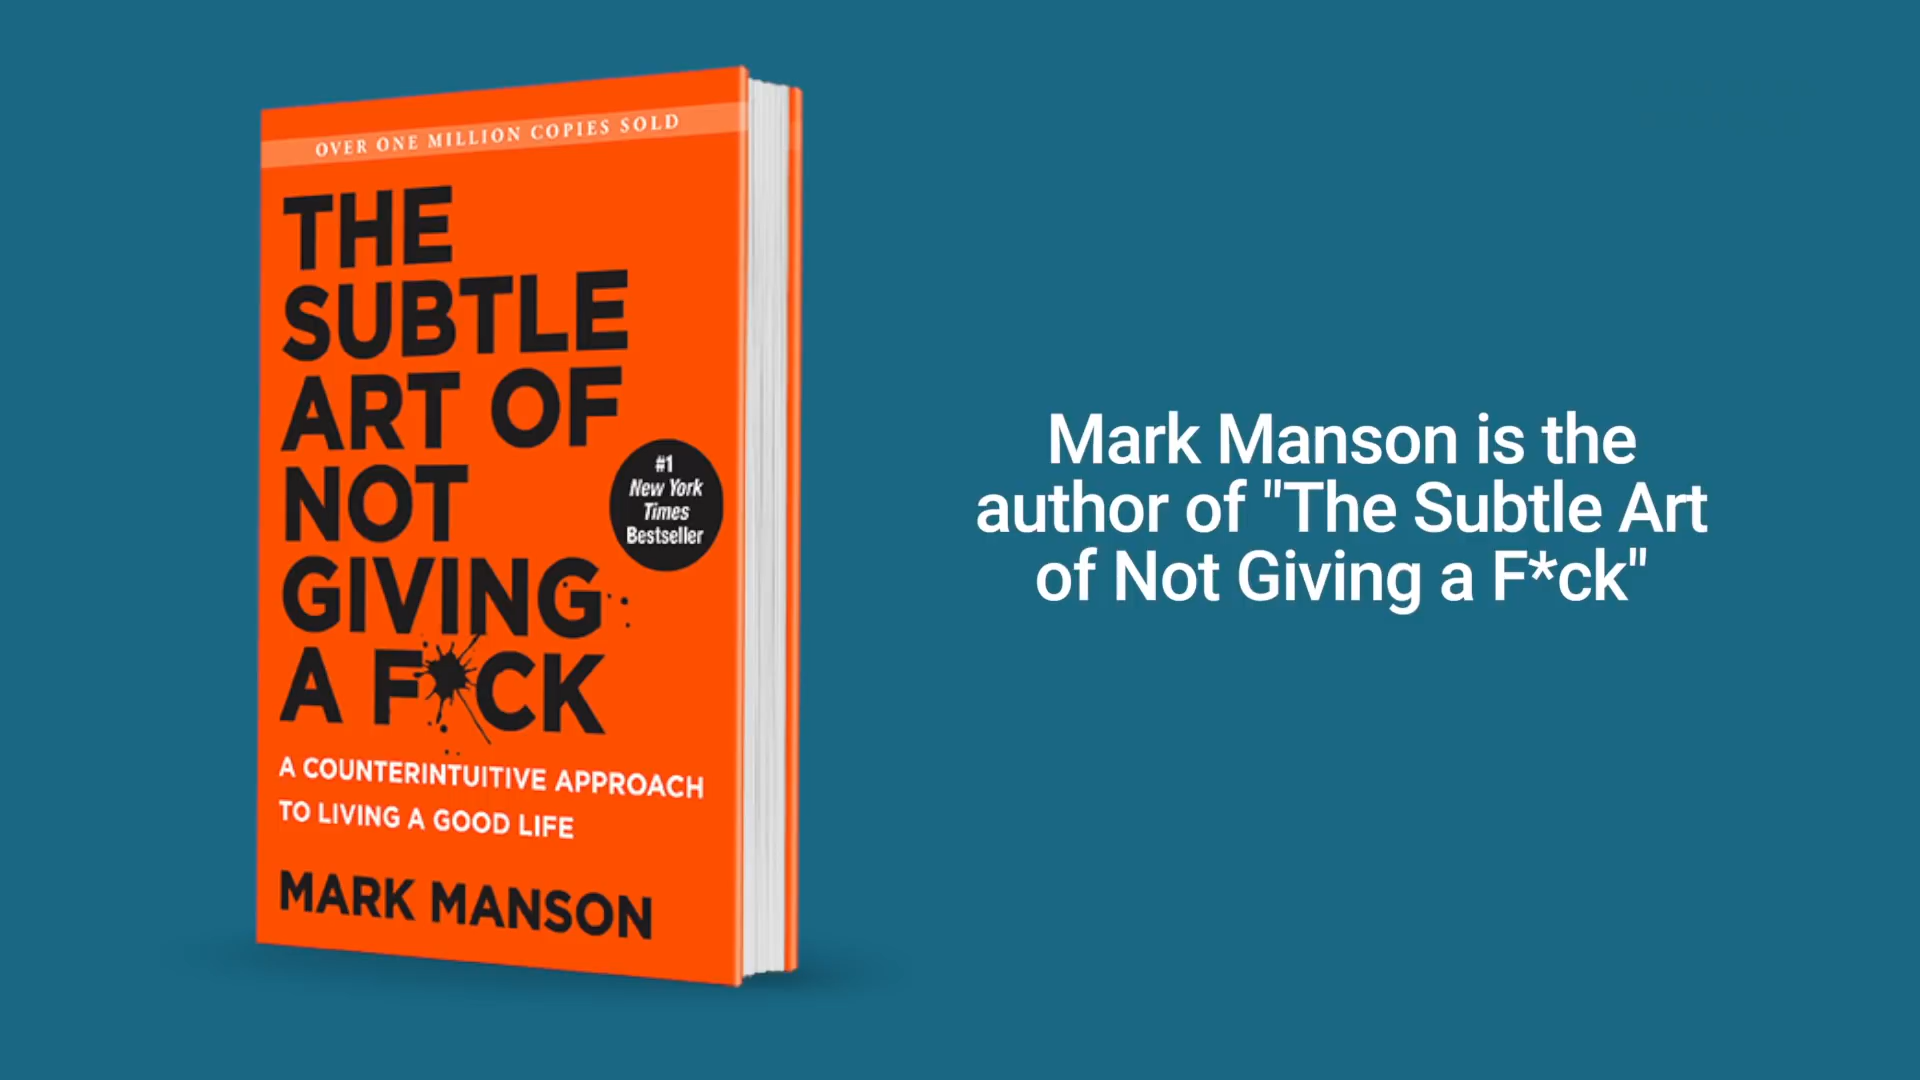 OVER ONE MILLION COPIES SOLD
THE
SUBTLE
ART OF
NOT
GIVING
A F*CK
#1
New York
Times
Bestseller
A COUNTERINTUITIVE APPROACH
TO LIVING A GOOD LIFE
MARK MANSON
Mark Manson is the
author of "The Subtle Art
of Not Giving a F*ck"